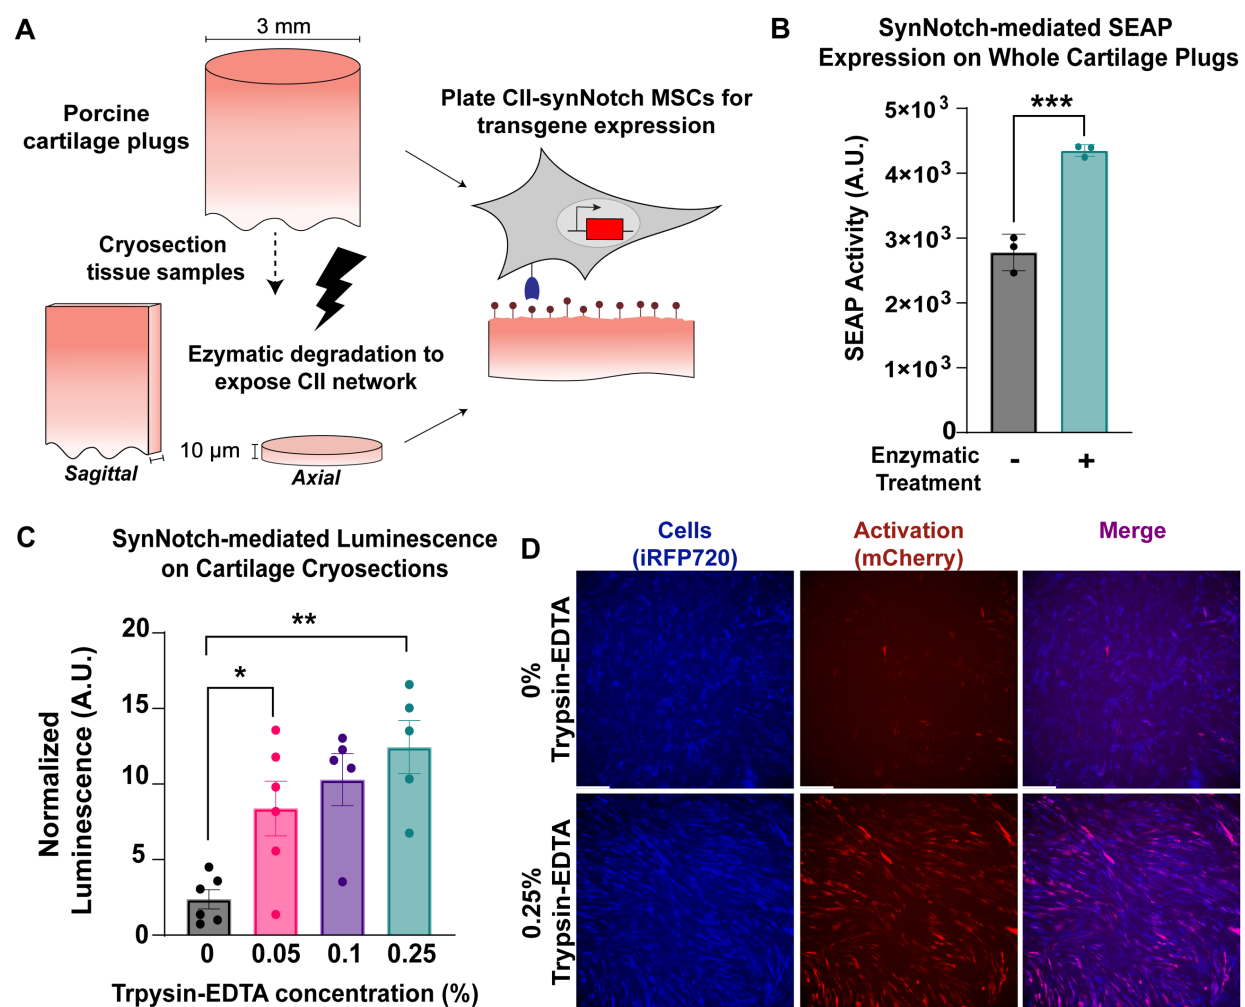 A
3 mm
Porcine
cartilage plugs
Plate CII-synNotch MSCs for
transgene expression
Cryosection
tissue samples
Ezymatic degradation to
expose CII network
10 µm
Sagittal
Axial
B
SynNotch-mediated SEAP
Expression on Whole Cartilage Plugs
SEAP Activity (A.U.)
5×10³
4×10³
3×10³
2×10³
1×10³
0
***
Enzymatic
Treatment
- +
C
SynNotch-mediated Luminescence
on Cartilage Cryosections
Normalized
Luminescence (A.U.)
20
15
10
5
0
**
*
0 0.05 0.1 0.25
Trpysin-EDTA concentration (%)
D
Cells
(iRFP720)
Activation
(mCherry)
Merge
0%
Trypsin-EDTA
0.25%
Trypsin-EDTA